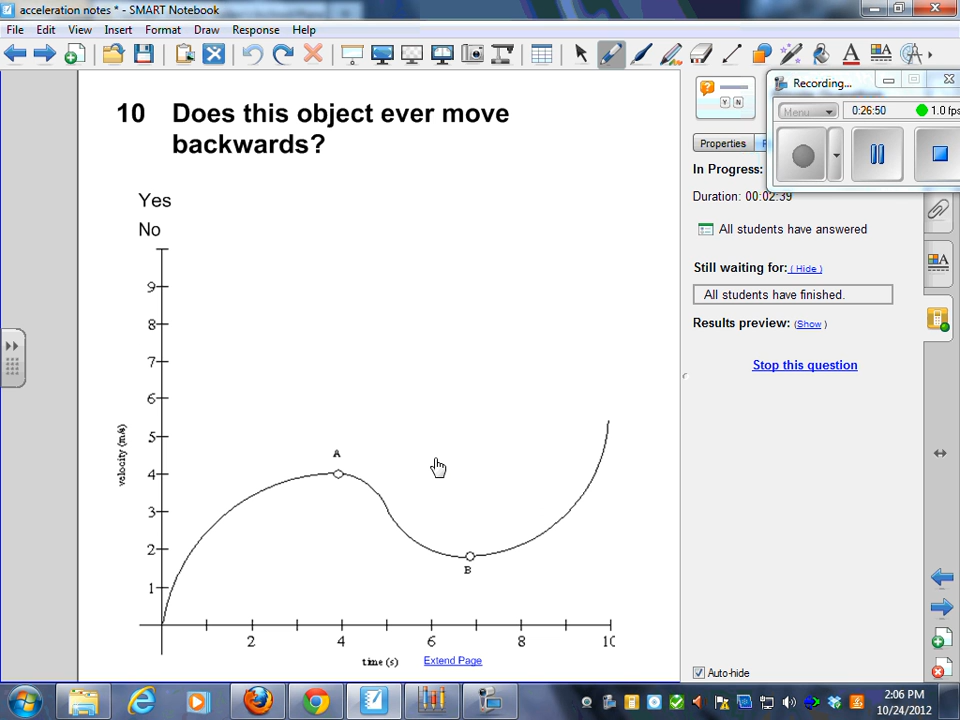 acceleration notes * - SMART Notebook
File Edit View Insert Format Draw Response Help
Recording...
Menu
0:26:50
1.0 fps
Y N
Properties
10 Does this object ever move
backwards?
In Progress:
Duration: 00:02:39
Yes
No
All students have answered
Still waiting for: ( Hide )
All students have finished.
Results preview: (Show )
Stop this question
9
8
7
6
5
4
3
2
1
velocity (m/s)
A
B
2 4 6 8 10
time (s)
Extend Page
Auto-hide
2:06 PM
10/24/2012